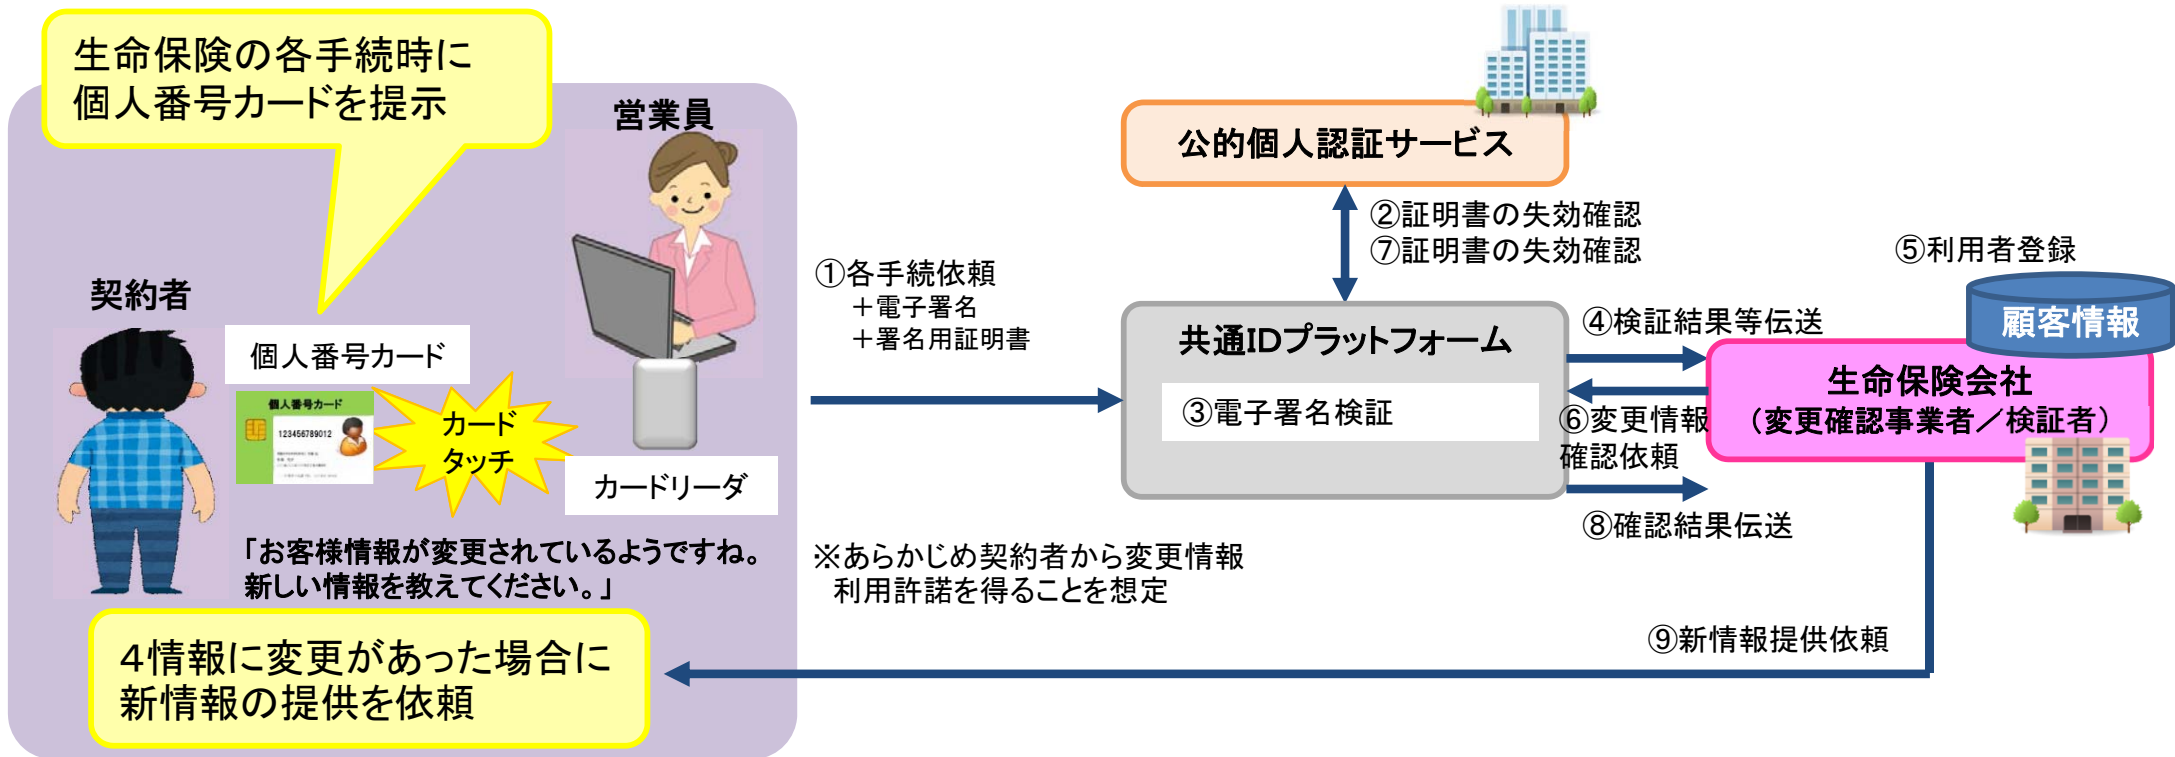 生命保険の各手続時に
個人番号カードを提示
営業員
契約者
個人番号カード
個人番号カード
123456789012
カード
タッチ
カードリーダ
「お客様情報が変更されているようですね。
新しい情報を教えてください。」
4情報に変更があった場合に
新情報の提供を依頼
①各手続依頼
＋電子署名
＋署名用証明書
※あらかじめ契約者から変更情報
利用許諾を得ることを想定
公的個人認証サービス
②証明書の失効確認
⑦証明書の失効確認
共通IDプラットフォーム
③電子署名検証
④検証結果等伝送
⑤利用者登録
顧客情報
生命保険会社
（変更確認事業者／検証者）
⑥変更情報
確認依頼
⑧確認結果伝送
⑨新情報提供依頼